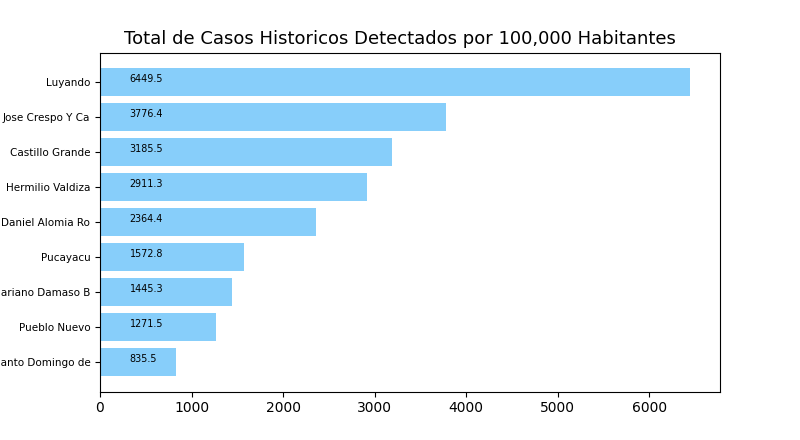 Total de Casos Historicos Detectados por 100,000 Habitantes
Luyando 6449.5
Jose Crespo Y Ca 3776.4
Castillo Grande 3185.5
Hermilio Valdiza 2911.3
Daniel Alomia Ro 2364.4
Pucayacu 1572.8
ariano Damaso B 1445.3
Pueblo Nuevo 1271.5
anto Domingo de 835.5
0 1000 2000 3000 4000 5000 6000